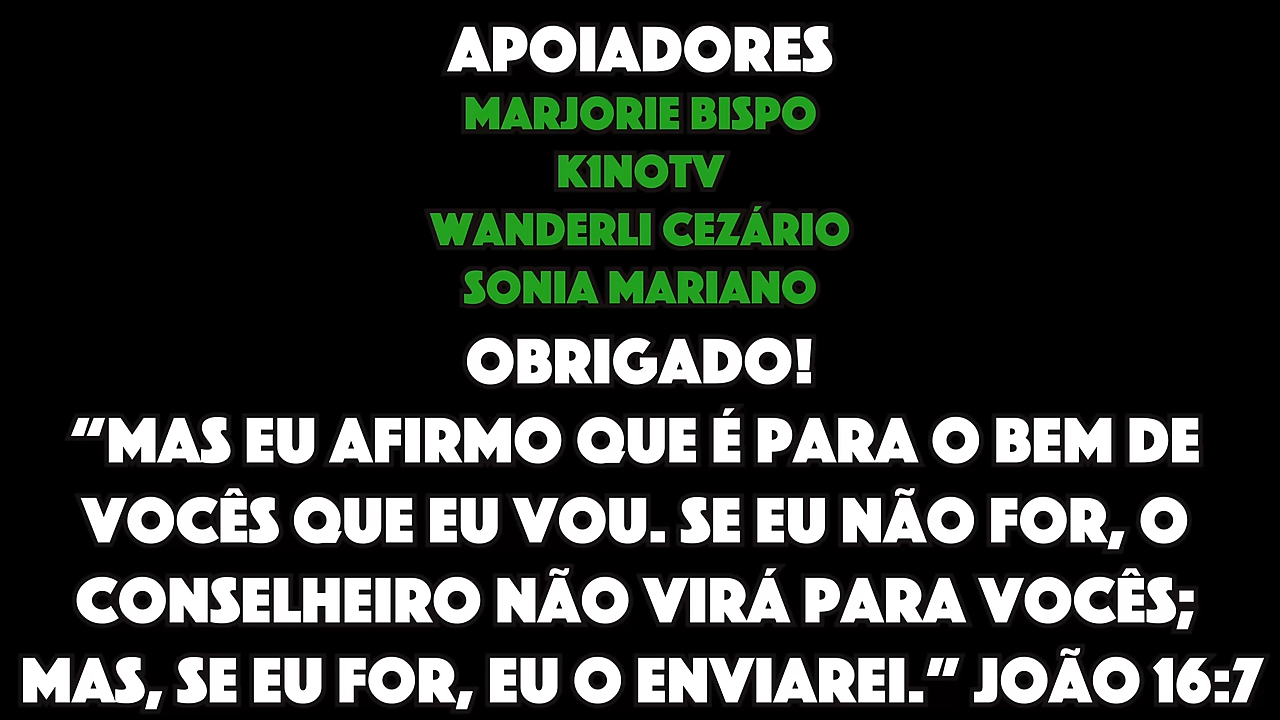 APOIADORES
MARJORIE BISPO
K1NOTV
WANDERLI CEZÁRIO
SONIA MARIANO
OBRIGADO!
"MAS EU AFIRMO QUE É PARA O BEM DE
VOCÊS QUE EU VOU. SE EU NÃO FOR, O
CONSELHEIRO NÃO VIRÁ PARA VOCÊS;
MAS, SE EU FOR, EU O ENVIAREI." JOÃO 16:7